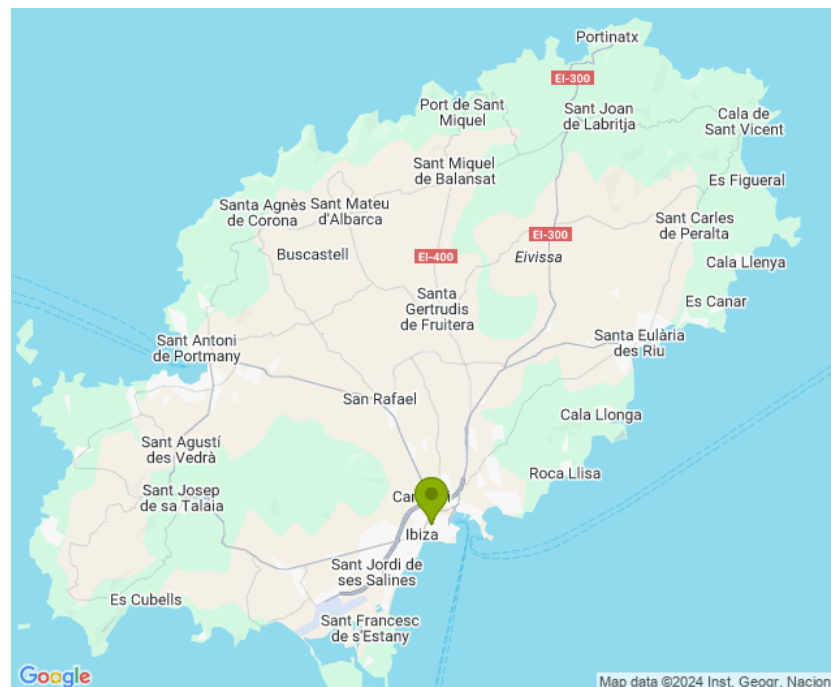 Portinatx
EI-300
Port de Sant
Miquel
Sant Joan
de Labritja
Cala de
Sant Vicent
Sant Miquel
de Balansat
Es Figueral
Santa Agnès
de Corona
Sant Mateu
d'Albarca
Sant Carles
de Peralta
EI-300
Buscastell
EI-400
Eivissa
Cala Llenya
Santa
Gertrudis
de Fruitera
Es Canar
Sant Antoni
de Portmany
Santa Eulària
des Riu
San Rafael
Cala Llonga
Sant Agustí
des Vedrà
Roca Llisa
Sant Josep
de sa Talaia
Ibiza
Sant Jordi de
ses Salines
Es Cubells
Sant Francesc
de s'Estany
Google
Map data ©2024 Inst. Geogr. Nacion